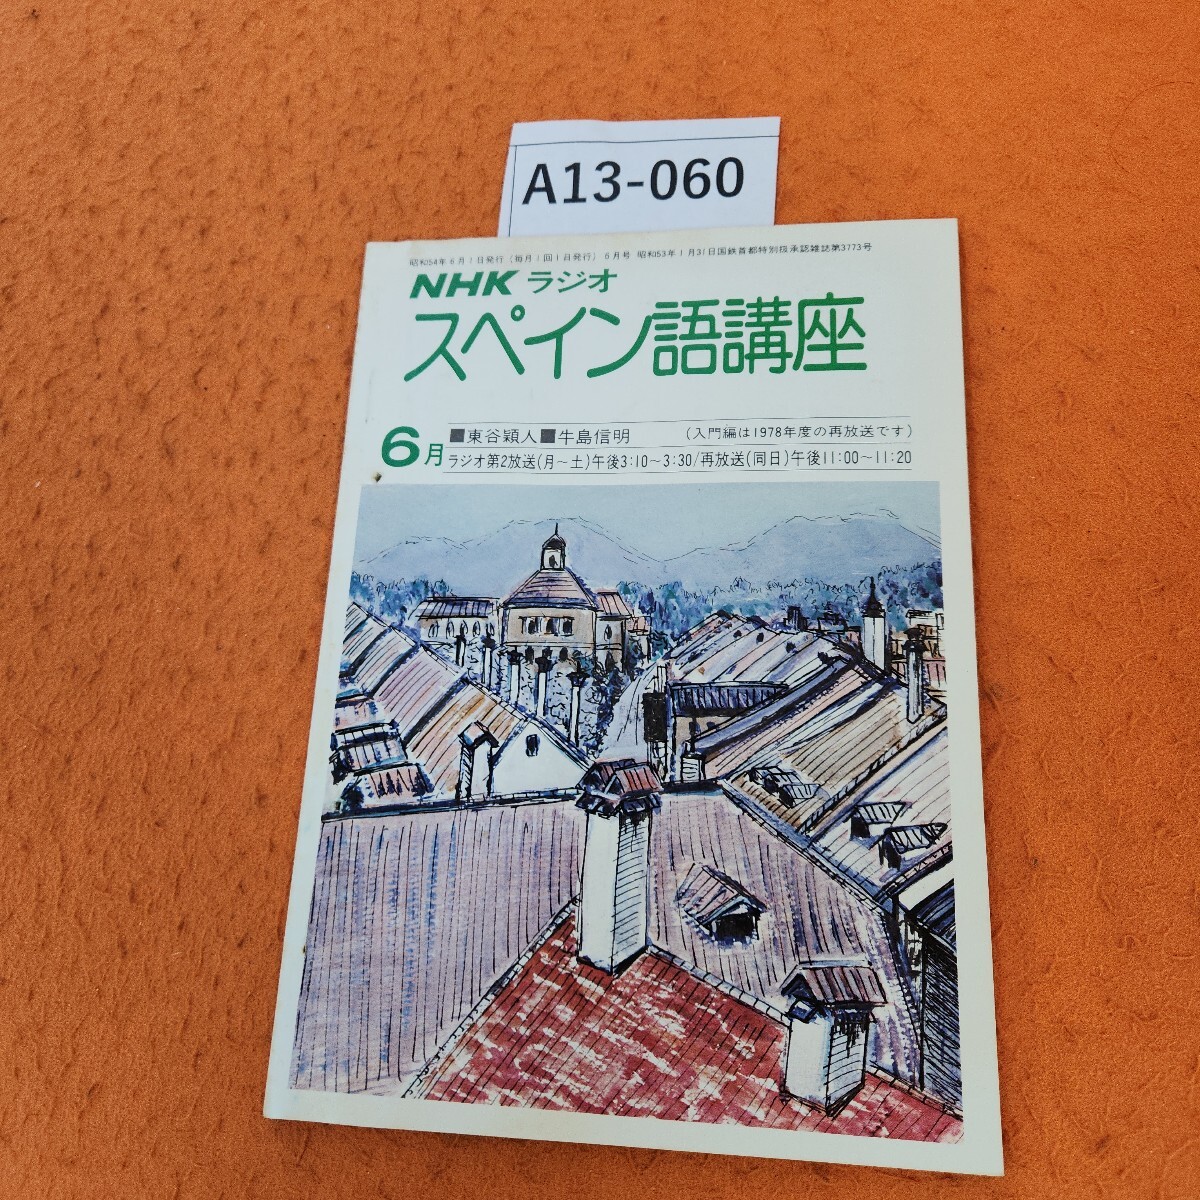 A13-060
昭和54年6月1日発行(毎月1回1日発行) 6月号 昭和53年1月31日国鉄首都特別扱承認雑誌第3773号
NHK ラジオ
スペイン語講座
6月
■東谷穎人■牛島信明 (入門編は1978年度の再放送です)
ラジオ第2放送(月~土)午後3:10~3:30/再放送(同日)午後11:00~11:20